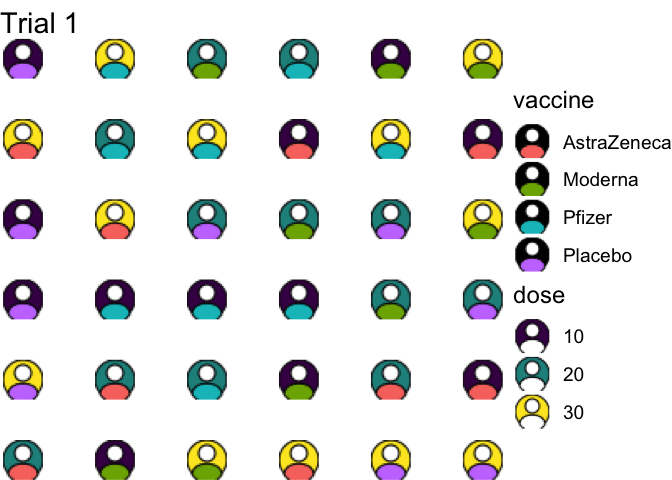 Trial 1
vaccine
AstraZeneca
Moderna
Pfizer
Placebo
dose
10
20
30